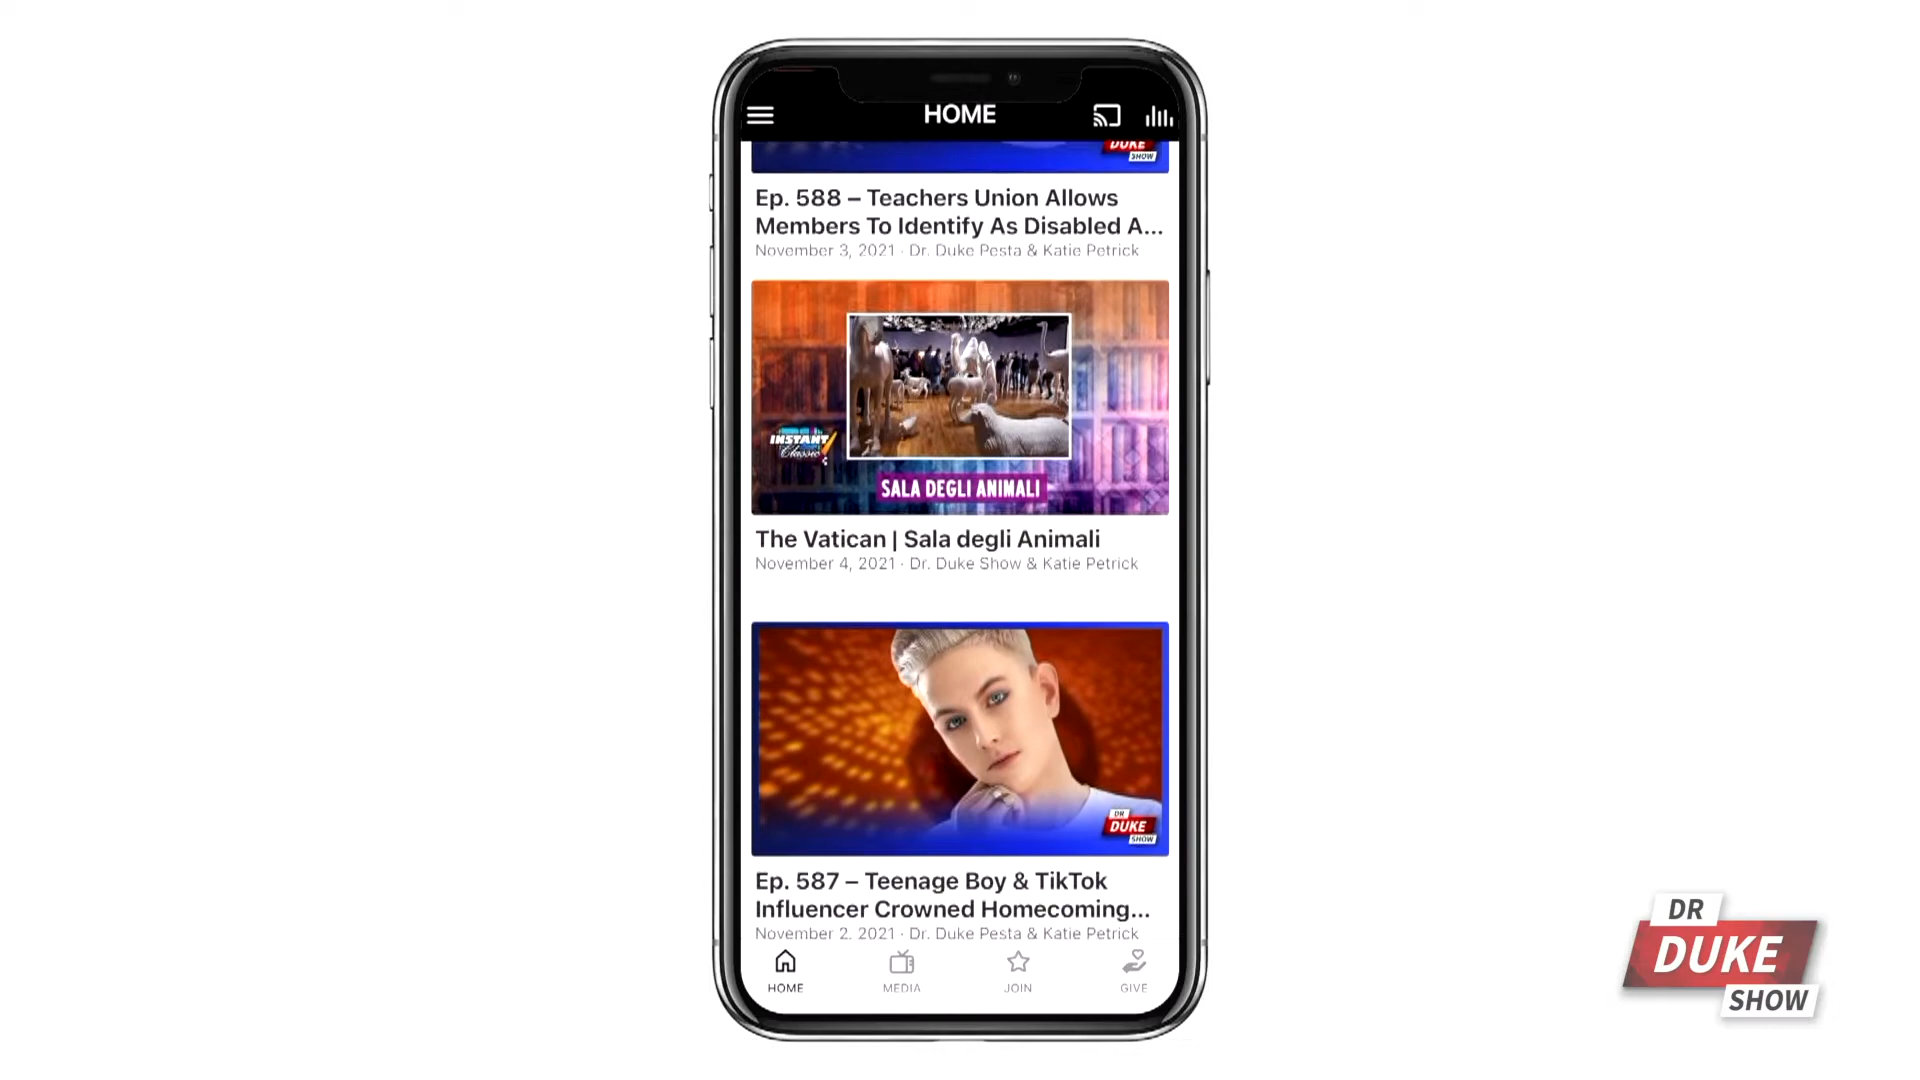 HOME
DUKE
SHOW
Ep. 588 – Teachers Union Allows
Members To Identify As Disabled A...
November 3, 2021 · Dr. Duke Pesta & Katie Petrick
INSTANT
Classic
SALA DEGLI ANIMALI
The Vatican | Sala degli Animali
November 4, 2021 · Dr. Duke Show & Katie Petrick
DR
DUKE
SHOW
Ep. 587 – Teenage Boy & TikTok
Influencer Crowned Homecoming...
November 2, 2021 · Dr. Duke Pesta & Katie Petrick
HOME
MEDIA
JOIN
GIVE
DR
DUKE
SHOW